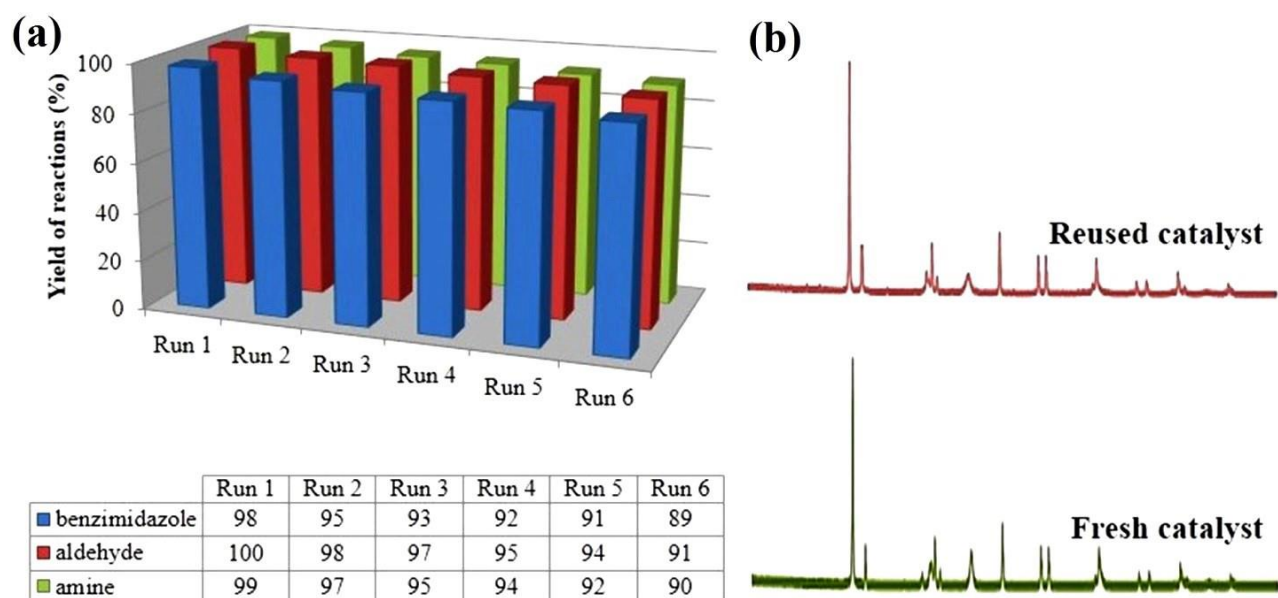 (a)
Yield of reactions (%)
100
80
60
40
20
0
Run 1
Run 2
Run 3
Run 4
Run 5
Run 6
Run 1 Run 2 Run 3 Run 4 Run 5 Run 6
benzimidazole 98 95 93 92 91 89
aldehyde 100 98 97 95 94 91
amine 99 97 95 94 92 90
(b)
Reused catalyst
Fresh catalyst